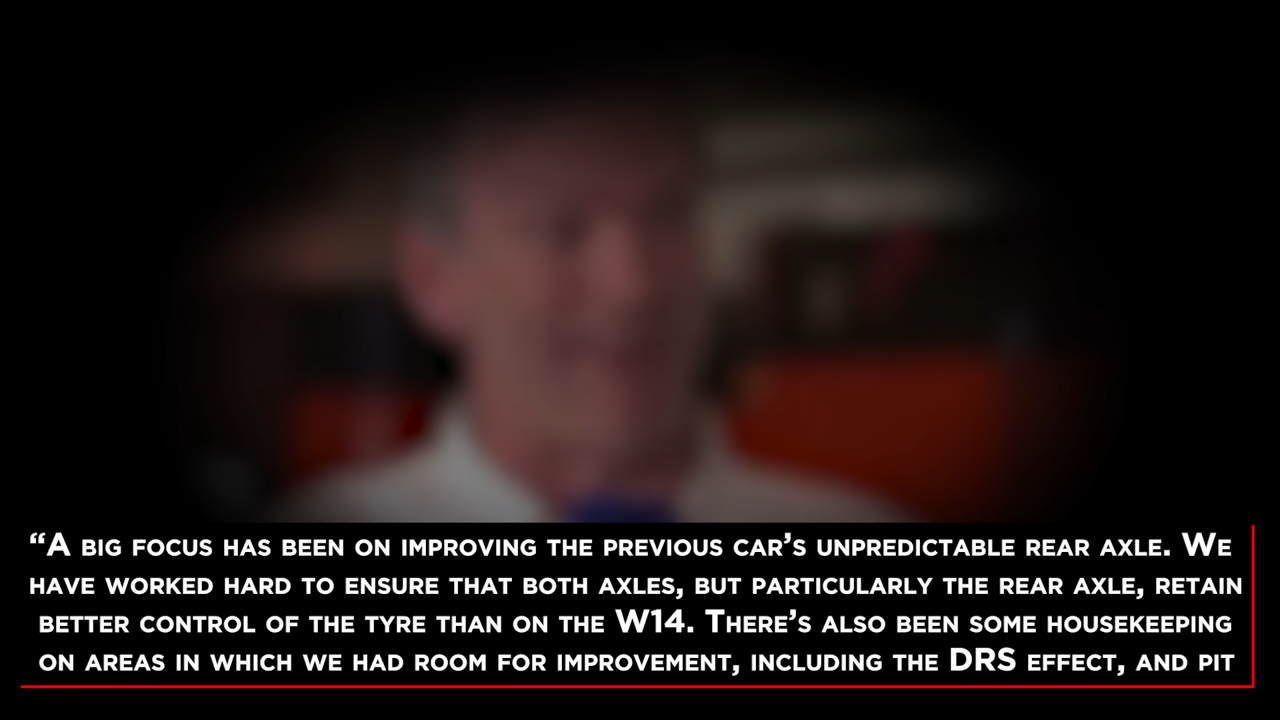 “A BIG FOCUS HAS BEEN ON IMPROVING THE PREVIOUS CAR’S UNPREDICTABLE REAR AXLE. WE
HAVE WORKED HARD TO ENSURE THAT BOTH AXLES, BUT PARTICULARLY THE REAR AXLE, RETAIN
BETTER CONTROL OF THE TYRE THAN ON THE W14. THERE’S ALSO BEEN SOME HOUSEKEEPING
ON AREAS IN WHICH WE HAD ROOM FOR IMPROVEMENT, INCLUDING THE DRS EFFECT, AND PIT